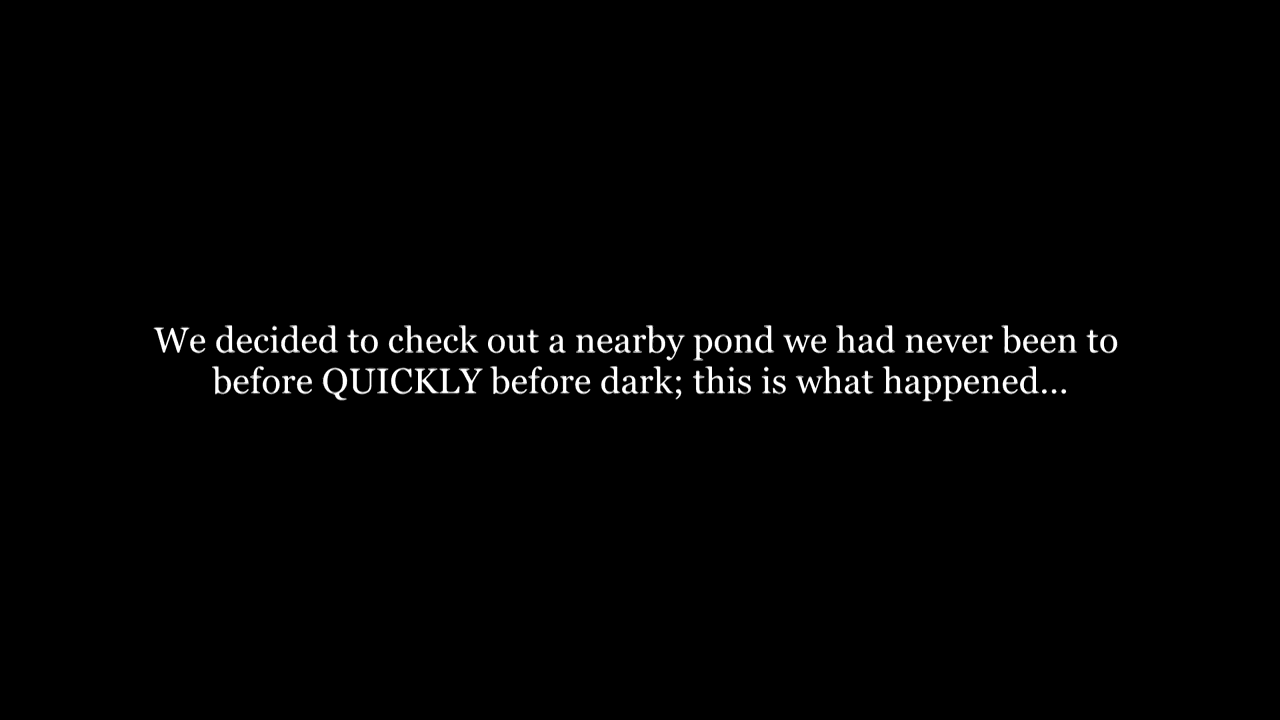 We decided to check out a nearby pond we had never been to
before QUICKLY before dark; this is what happened...